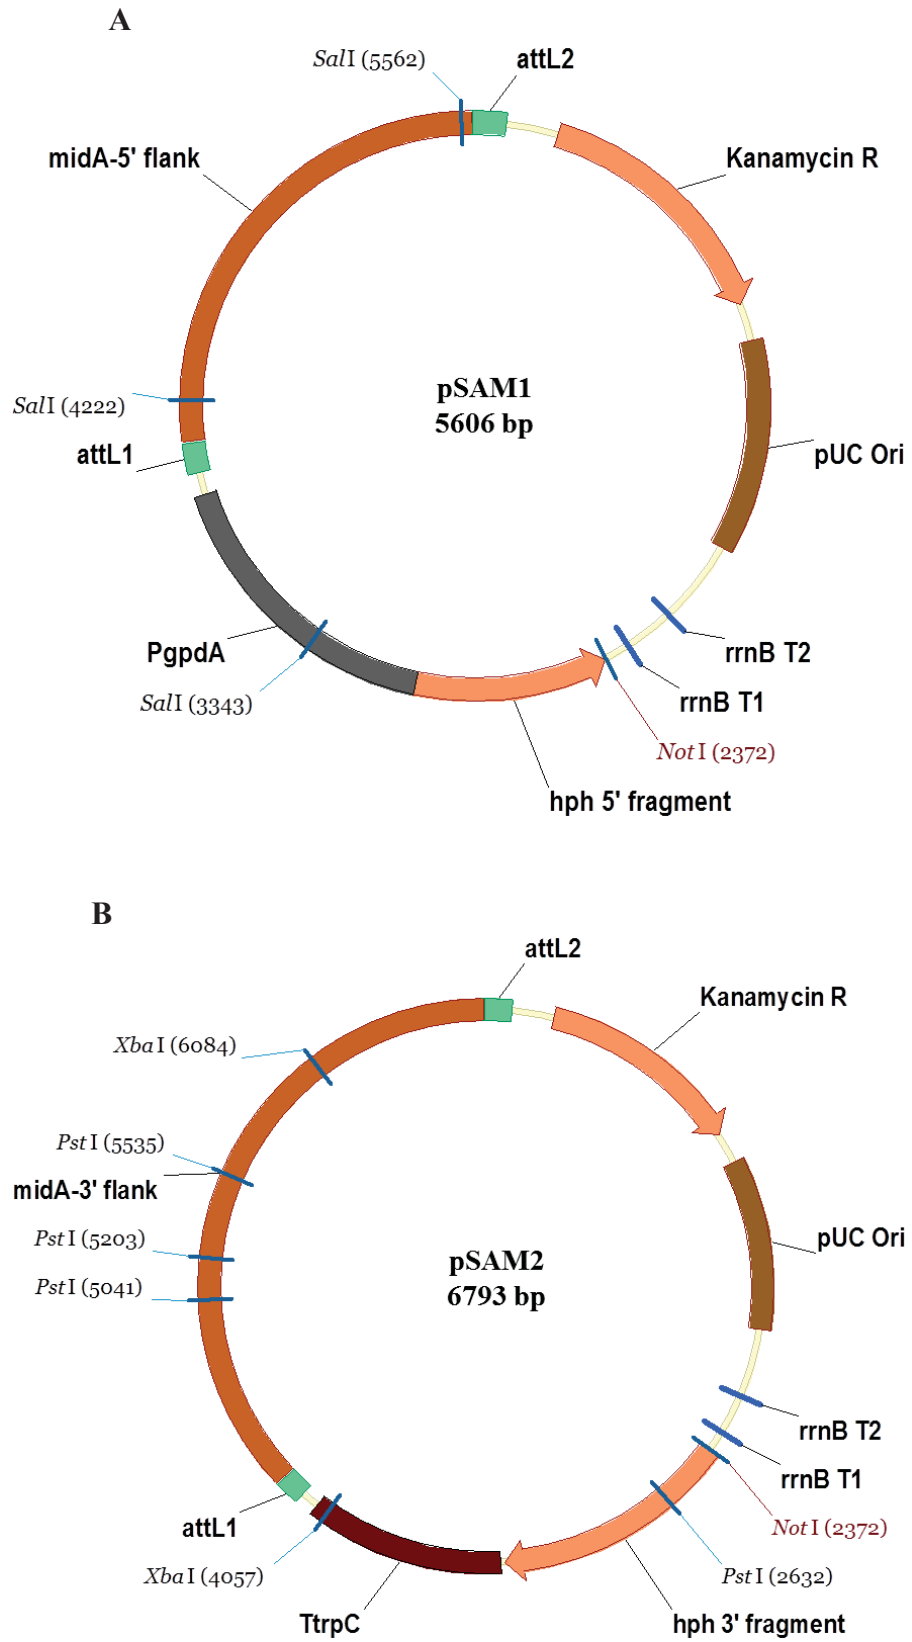 A
SalI (5562)
attL2
midA-5' flank
Kanamycin R
pSAM1
5606 bp
SalI (4222)
attL1
pUC Ori
PgpdA
rrnB T2
SalI (3343)
rrnB T1
NotI (2372)
hph 5' fragment
B
attL2
Kanamycin R
XbaI (6084)
PstI (5535)
midA-3' flank
PstI (5203)
pUC Ori
pSAM2
6793 bp
PstI (5041)
rrnB T2
rrnB T1
attL1
NotI (2372)
XbaI (4057)
PstI (2632)
TtrpC
hph 3' fragment